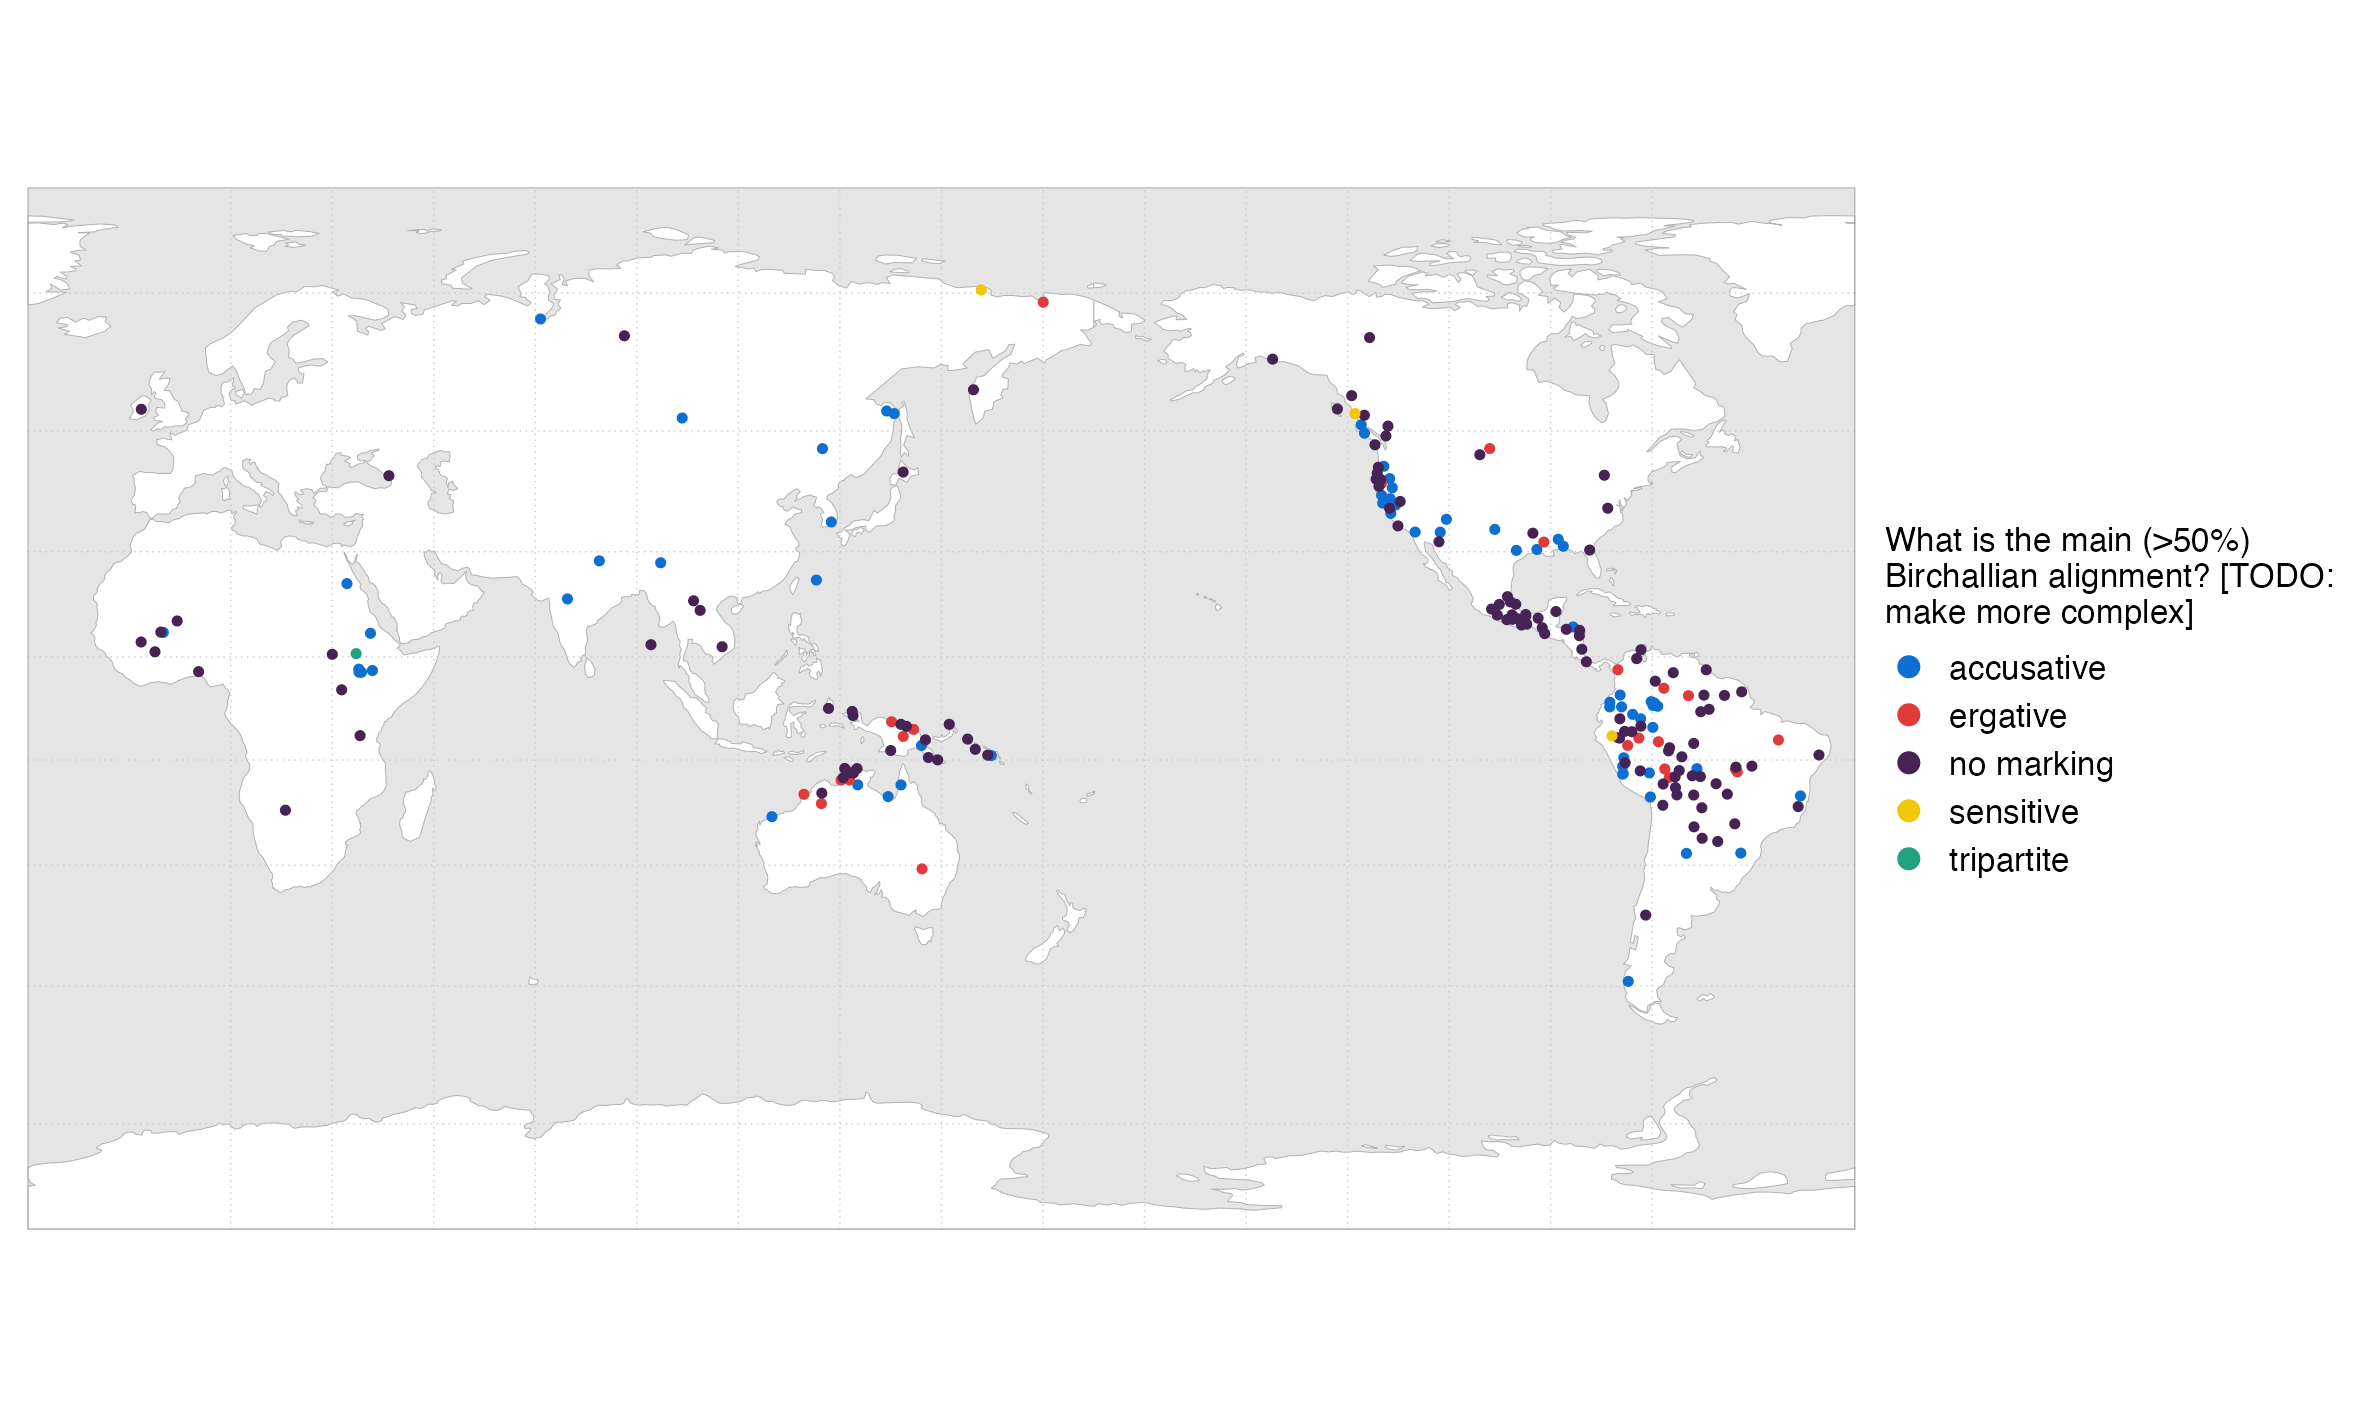 What is the main (>50%)
Birchallian alignment? [TODO:
make more complex]
accusative
ergative
no marking
sensitive
tripartite